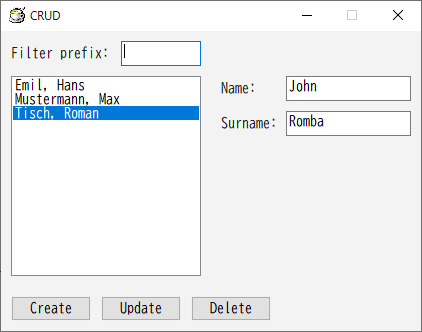 CRUD
Filter prefix:
Emil, Hans
Mustermann, Max
Tisch, Roman
Name: John
Surname: Romba
Create Update Delete